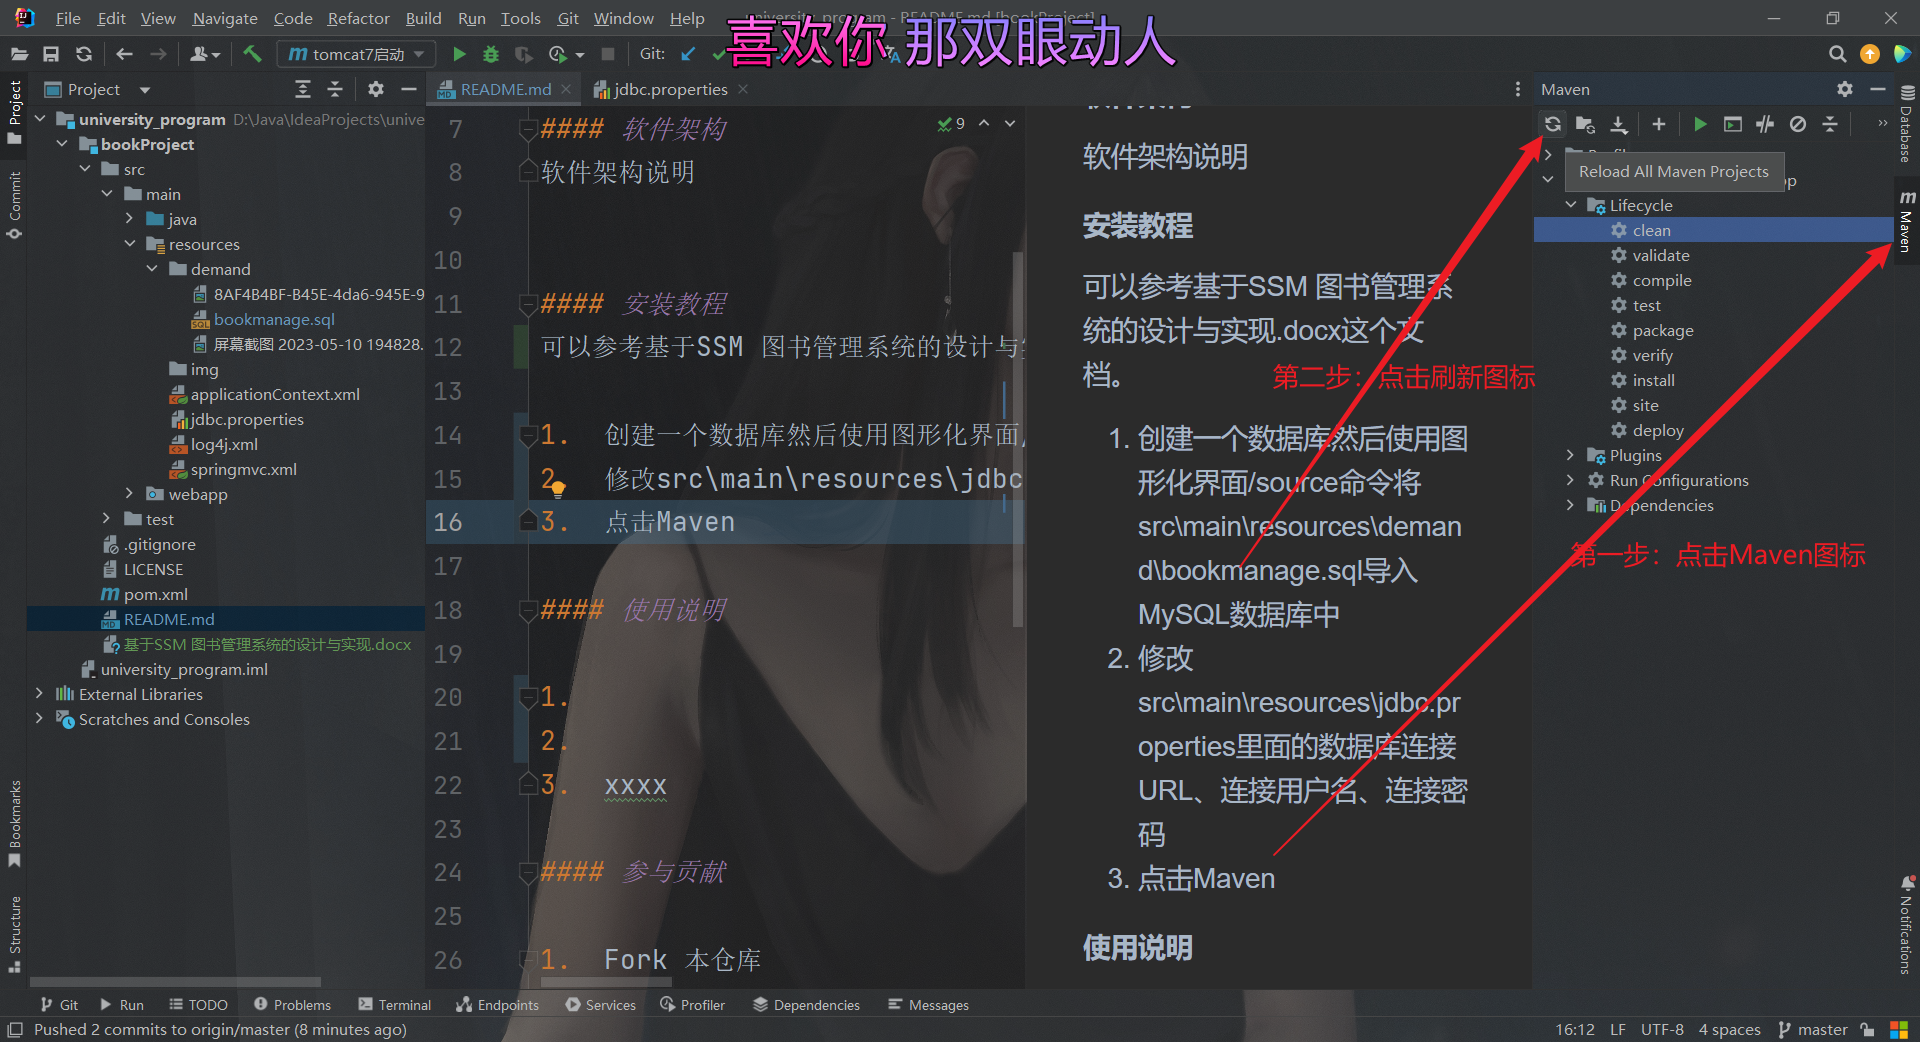 File Edit View Navigate Code Refactor Build Run Tools Git Window Help
喜欢你 那双眼动人
tomcat7启动
Git:
Project
README.md
jdbc.properties
Maven
university_program D:\Java\IdeaProjects\unive
bookProject
src
main
java
resources
demand
8AF4B4BF-B45E-4da6-945E-9
bookmanage.sql
屏幕截图 2023-05-10 194828.
img
applicationContext.xml
jdbc.properties
log4j.xml
springmvc.xml
webapp
test
.gitignore
LICENSE
pom.xml
README.md
基于SSM 图书管理系统的设计与实现.docx
university_program.iml
External Libraries
Scratches and Consoles
Project
Commit
Bookmarks
Structure
9
7 #### 软件架构
8 软件架构说明
9
10
11 #### 安装教程
12 可以参考基于SSM 图书管理系统的设计与
13
14 1. 创建一个数据库然后使用图形化界面
15 2 修改src\main\resources\jdbc
16 3. 点击Maven
17
18 #### 使用说明
19
20 1.
21 2.
22 3. xxxx
23
24 #### 参与贡献
25
26 1. Fork 本仓库
软件架构说明
安装教程
可以参考基于SSM 图书管理系
统的设计与实现.docx这个文
档。
1. 创建一个数据库然后使用图
形化界面/source命令将
src\main\resources\deman
d\bookmanage.sql导入
MySQL数据库中
2. 修改
src\main\resources\jdbc.pr
operties里面的数据库连接
URL、连接用户名、连接密
码
3. 点击Maven
使用说明
第二步：点击刷新图标
第一步：点击Maven图标
Reload All Maven Projects
Lifecycle
clean
validate
compile
test
package
verify
install
site
deploy
Plugins
Run Configurations
Dependencies
Database
Maven
Notifications
Git Run TODO Problems Terminal Endpoints Services Profiler Dependencies Messages
Pushed 2 commits to origin/master (8 minutes ago)
16:12 LF UTF-8 4 spaces master